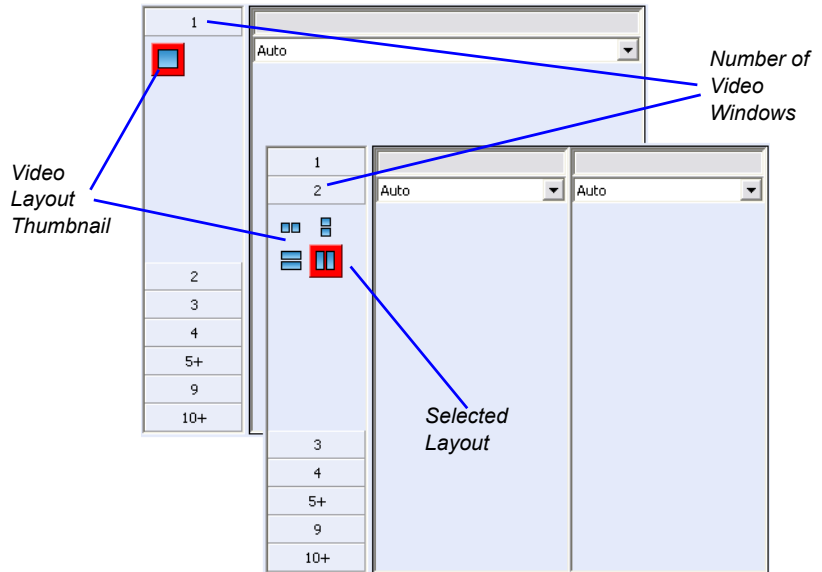 1
Auto
Number of
Video
Windows
Video
Layout
Thumbnail
2
3
4
5+
9
10+
1
2
Auto
Auto
Selected
Layout
3
4
5+
9
10+